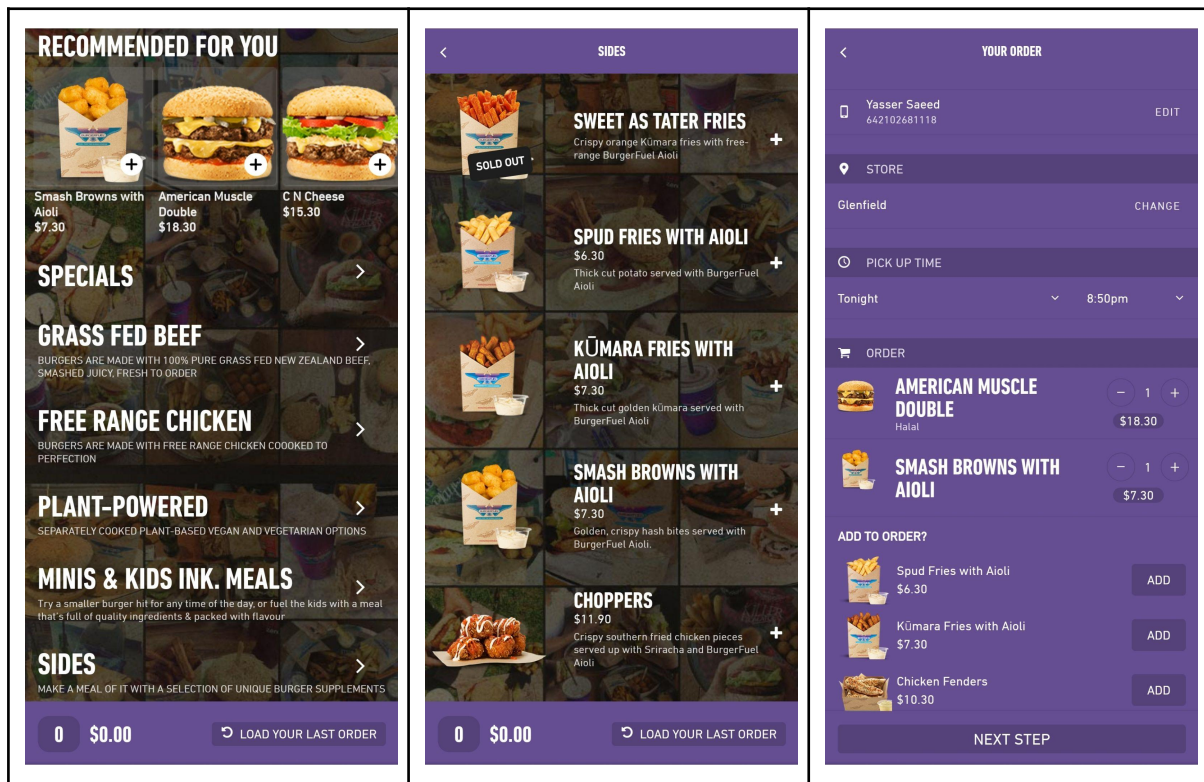 RECOMMENDED FOR YOU
Smash Browns with
Aioli
$7.30
American Muscle
Double
$18.30
C N Cheese
$15.30
SPECIALS
GRASS FED BEEF
BURGERS ARE MADE WITH 100% PURE GRASS FED NEW ZEALAND BEEF,
SMASHED JUICY, FRESH TO ORDER
FREE RANGE CHICKEN
BURGERS ARE MADE WITH FREE RANGE CHICKEN COOOKED TO
PERFECTION
PLANT-POWERED
SEPARATELY COOKED PLANT-BASED VEGAN AND VEGETARIAN OPTIONS
MINIS & KIDS INK. MEALS
Try a smaller burger hit for any time of the day, or fuel the kids with a meal
that's full of quality ingredients & packed with flavour
SIDES
MAKE A MEAL OF IT WITH A SELECTION OF UNIQUE BURGER SUPPLEMENTS
0 $0.00 LOAD YOUR LAST ORDER
SIDES
SOLD OUT
SWEET AS TATER FRIES
Crispy orange Kūmara fries with free-
range BurgerFuel Aioli
SPUD FRIES WITH AIOLI
$6.30
Thick cut potato served with BurgerFuel
Aioli
KŪMARA FRIES WITH
AIOLI
$7.30
Thick cut golden kūmara served with
BurgerFuel Aioli
SMASH BROWNS WITH
AIOLI
$7.30
Golden, crispy hash bites served with
BurgerFuel Aioli.
CHOPPERS
$11.90
Crispy southern fried chicken pieces
served up with Sriracha and BurgerFuel
Aioli
0 $0.00 LOAD YOUR LAST ORDER
YOUR ORDER
Yasser Saeed
642102681118
EDIT
STORE
Glenfield CHANGE
PICK UP TIME
Tonight 8:50pm
ORDER
AMERICAN MUSCLE
DOUBLE
Halal
- 1 +
$18.30
SMASH BROWNS WITH
AIOLI
- 1 +
$7.30
ADD TO ORDER?
Spud Fries with Aioli
$6.30
ADD
Kūmara Fries with Aioli
$7.30
ADD
Chicken Fenders
$10.30
ADD
NEXT STEP